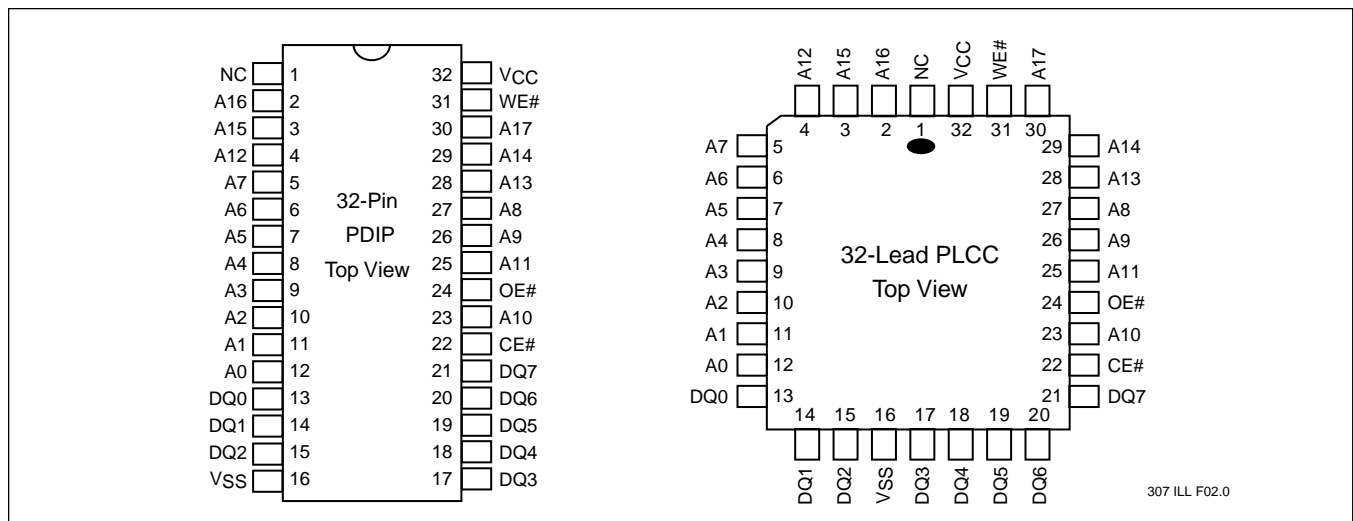 NC 1 32 VCC
A16 2 31 WE#
A15 3 30 A17
A12 4 29 A14
A7 5 28 A13
A6 6 27 A8
A5 7 26 A9
A4 8 25 A11
A3 9 24 OE#
A2 10 23 A10
A1 11 22 CE#
A0 12 21 DQ7
DQ0 13 20 DQ6
DQ1 14 19 DQ5
DQ2 15 18 DQ4
VSS 16 17 DQ3
32-Pin
PDIP
Top View
A12 A15 A16 NC VCC WE# A17
4 3 2 1 32 31 30
A7 5 29 A14
A6 6 28 A13
A5 7 27 A8
A4 8 26 A9
A3 9 25 A11
A2 10 24 OE#
A1 11 23 A10
A0 12 22 CE#
DQ0 13 21 DQ7
32-Lead PLCC
Top View
14 15 16 17 18 19 20
DQ1 DQ2 VSS DQ3 DQ4 DQ5 DQ6
307 ILL F02.0